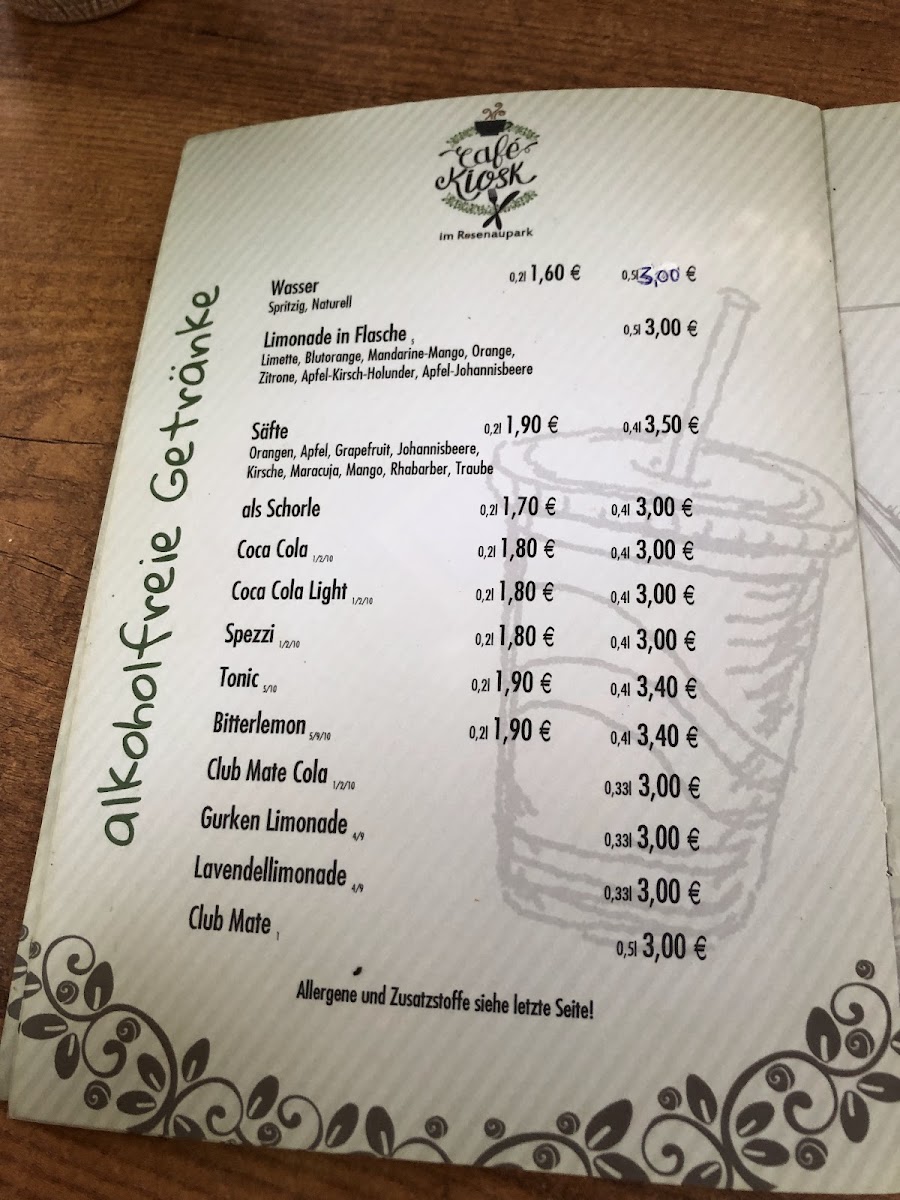 Café
Kiosk
im Rosenaupark
alkoholfreie Getränke
Wasser 0,2l 1,60 € 0,5l 3,00 €
Spritzig, Naturell
Limonade in Flasche 5 0,5l 3,00 €
Limette, Blutorange, Mandarine-Mango, Orange,
Zitrone, Apfel-Kirsch-Holunder, Apfel-Johannisbeere
Säfte 0,2l 1,90 € 0,4l 3,50 €
Orangen, Apfel, Grapefruit, Johannisbeere,
Kirsche, Maracuja, Mango, Rhabarber, Traube
als Schorle 0,2l 1,70 € 0,4l 3,00 €
Coca Cola 1/2/10 0,2l 1,80 € 0,4l 3,00 €
Coca Cola Light 1/2/10 0,2l 1,80 € 0,4l 3,00 €
Spezzi 1/2/10 0,2l 1,80 € 0,4l 3,00 €
Tonic 5/10 0,2l 1,90 € 0,4l 3,40 €
Bitterlemon 5/9/10 0,2l 1,90 € 0,4l 3,40 €
Club Mate Cola 1/2/10 0,33l 3,00 €
Gurken Limonade 4/9 0,33l 3,00 €
Lavendellimonade 4/9 0,33l 3,00 €
Club Mate 1 0,5l 3,00 €
Allergene und Zusatzstoffe siehe letzte Seite!